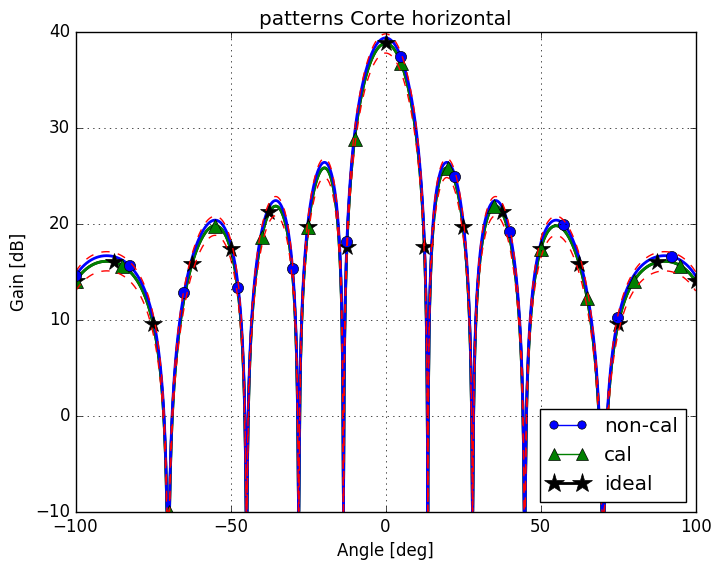 patterns Corte horizontal
40
30
20
10
0
−10
Gain [dB]
−100
−50
0
50
100
Angle [deg]
non-cal
cal
ideal